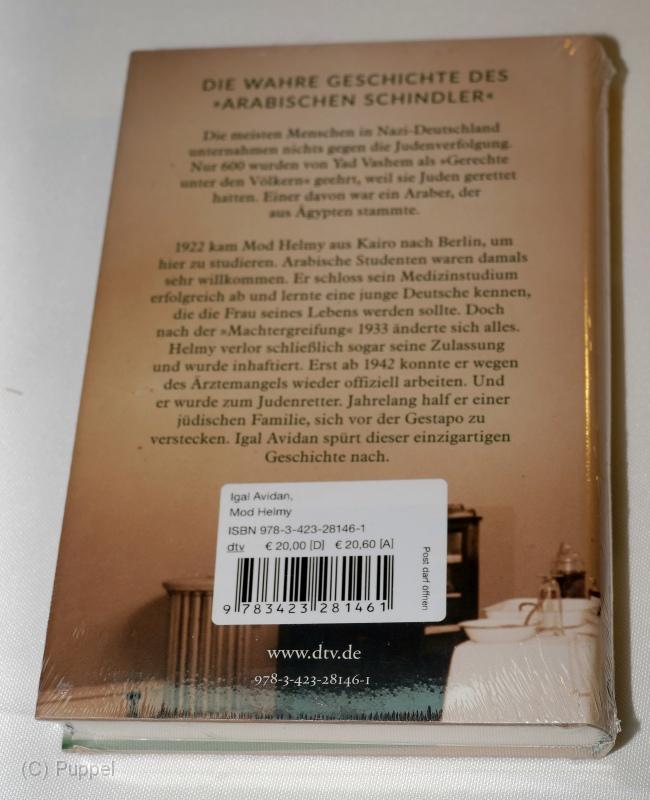 DIE WAHRE GESCHICHTE DES
»ARABISCHEN SCHINDLER«
Die meisten Menschen in Nazi-Deutschland
unternahmen nichts gegen die Judenverfolgung.
Nur 600 wurden von Yad Vashem als »Gerechte
unter den Völkern« geehrt, weil sie Juden gerettet
hatten. Einer davon war ein Araber, der
aus Ägypten stammte.
1922 kam Mod Helmy aus Kairo nach Berlin, um
hier zu studieren. Arabische Studenten waren damals
sehr willkommen. Er schloss sein Medizinstudium
erfolgreich ab und lernte eine junge Deutsche kennen,
die die Frau seines Lebens werden sollte. Doch
nach der »Machtergreifung« 1933 änderte sich alles.
Helmy verlor schließlich sogar seine Zulassung
und wurde inhaftiert. Erst ab 1942 konnte er wegen
des Ärztemangels wieder offiziell arbeiten. Und
er wurde zum Judenretter. Jahrelang half er einer
jüdischen Familie, sich vor der Gestapo zu
verstecken. Igal Avidan spürt dieser einzigartigen
Geschichte nach.
Igal Avidan,
Mod Helmy
ISBN 978-3-423-28146-1
dtv € 20,00 [D] € 20,60 [A]
Post darf öffnen
9 783423 281461
www.dtv.de
978-3-423-28146-1
(C) Puppel